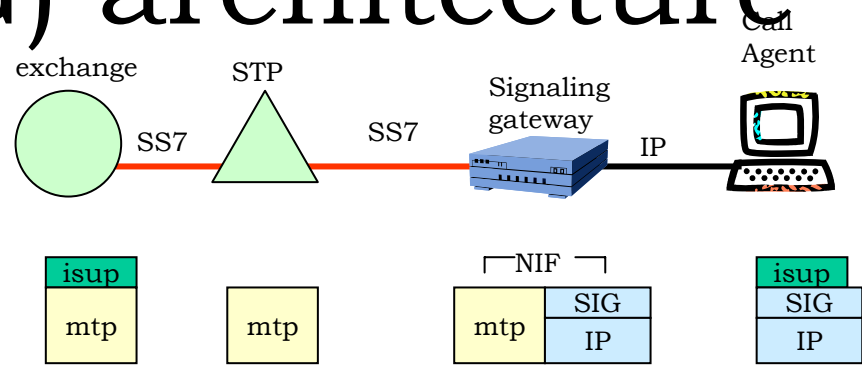 architecture
exchange
STP
Call
Agent
Signaling
gateway
SS7
SS7
IP
isup
mtp
mtp
NIF
mtp
SIG
IP
isup
SIG
IP